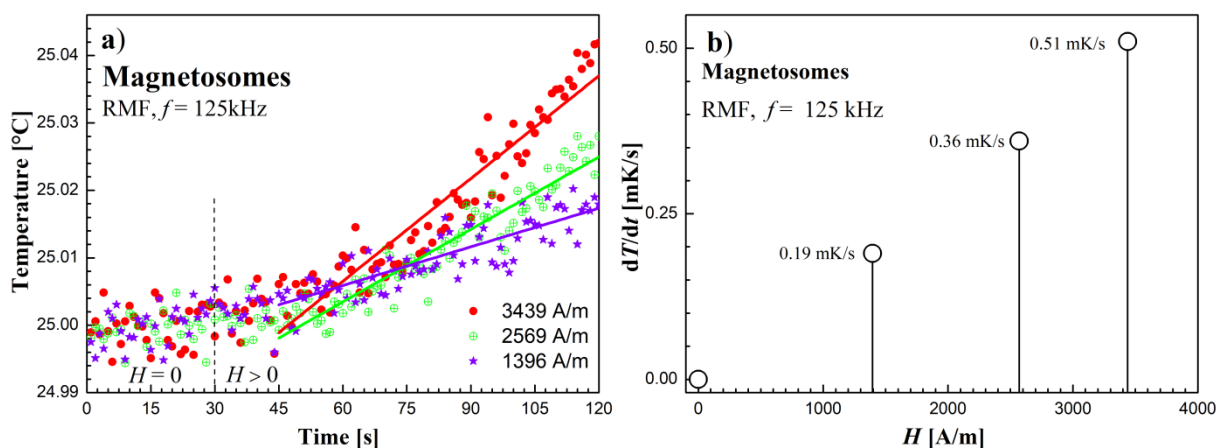 a)
Magnetosomes
RMF, f = 125kHz
Temperature [°C]
25.04
25.03
25.02
25.01
25.00
24.99
3439 A/m
2569 A/m
1396 A/m
H = 0
H > 0
0 15 30 45 60 75 90 105 120
Time [s]
b)
Magnetosomes
RMF, f = 125 kHz
dT/dt [mK/s]
0.50
0.25
0.00
0.51 mK/s
0.36 mK/s
0.19 mK/s
0 1000 2000 3000 4000
H [A/m]